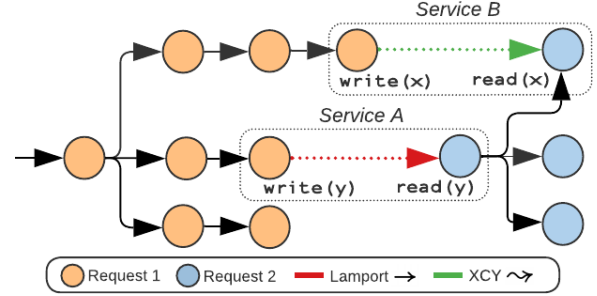 Service B
write(x) read(x)
Service A
write(y) read(y)
Request 1 Request 2 Lamport XCY